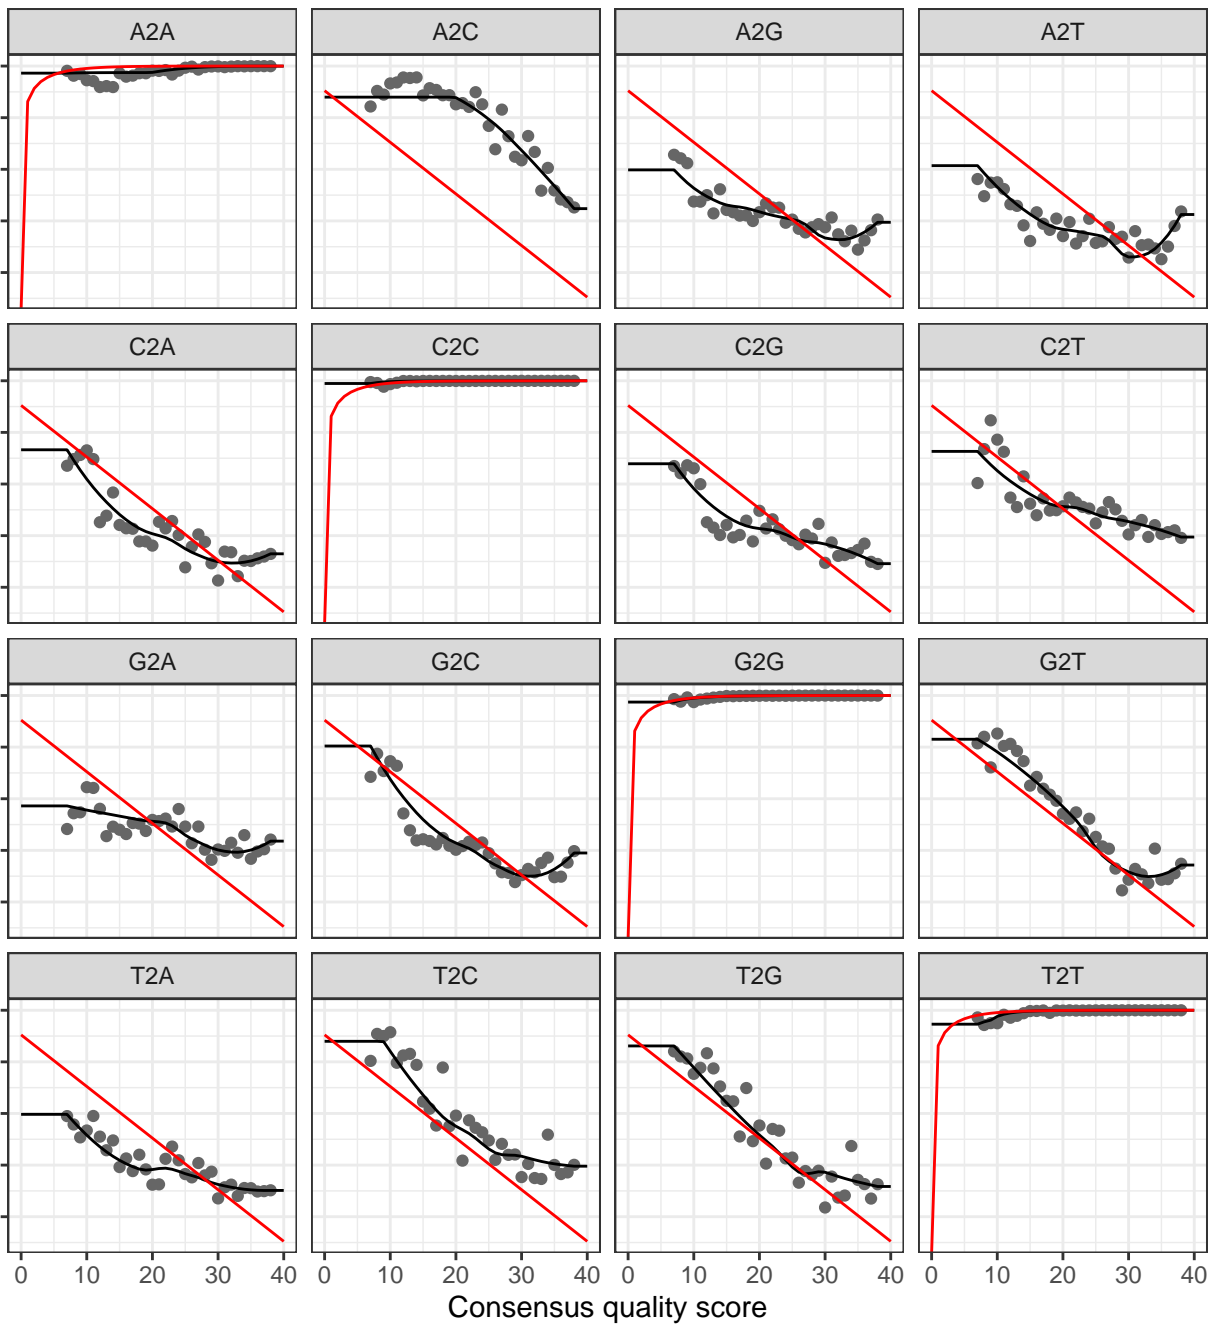 A2A A2C A2G A2T
C2A C2C C2G C2T
G2A G2C G2G G2T
T2A T2C T2G T2T
0 10 20 30 40 0 10 20 30 40 0 10 20 30 40 0 10 20 30 40
Consensus quality score